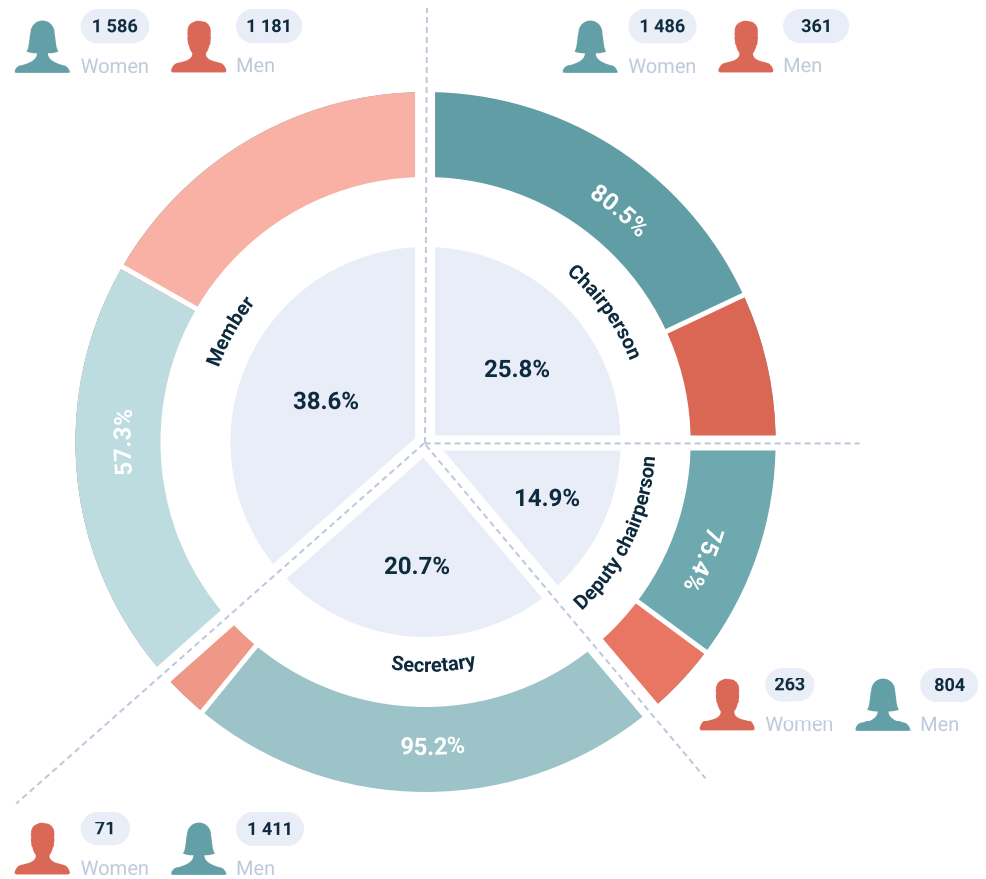 1 586
1 181
Women
Men
1 486
361
Women
Men
80.5%
Chairperson
Member
25.8%
38.6%
57.3%
14.9%
Deputy chairperson
75.4%
20.7%
Secretary
95.2%
263
804
Women
Men
71
1 411
Women
Men